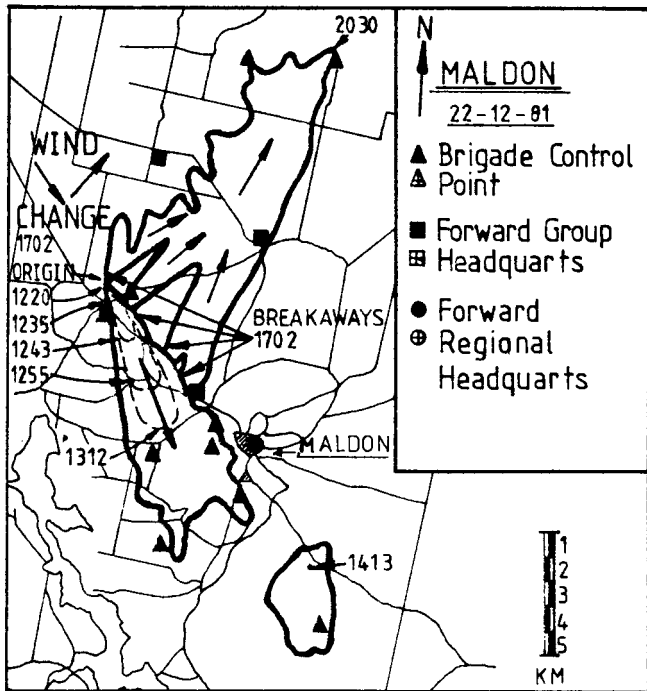 2030
N
MALDON
22-12-81
Brigade Control
Point
Forward Group
Headquarts
Forward
Regional
Headquarts
WIND
CHANGE
1702
ORIGIN
1220
1235
1243
1255
1312
BREAKAWAYS
1702
MALDON
1413
1
2
3
4
5
KM